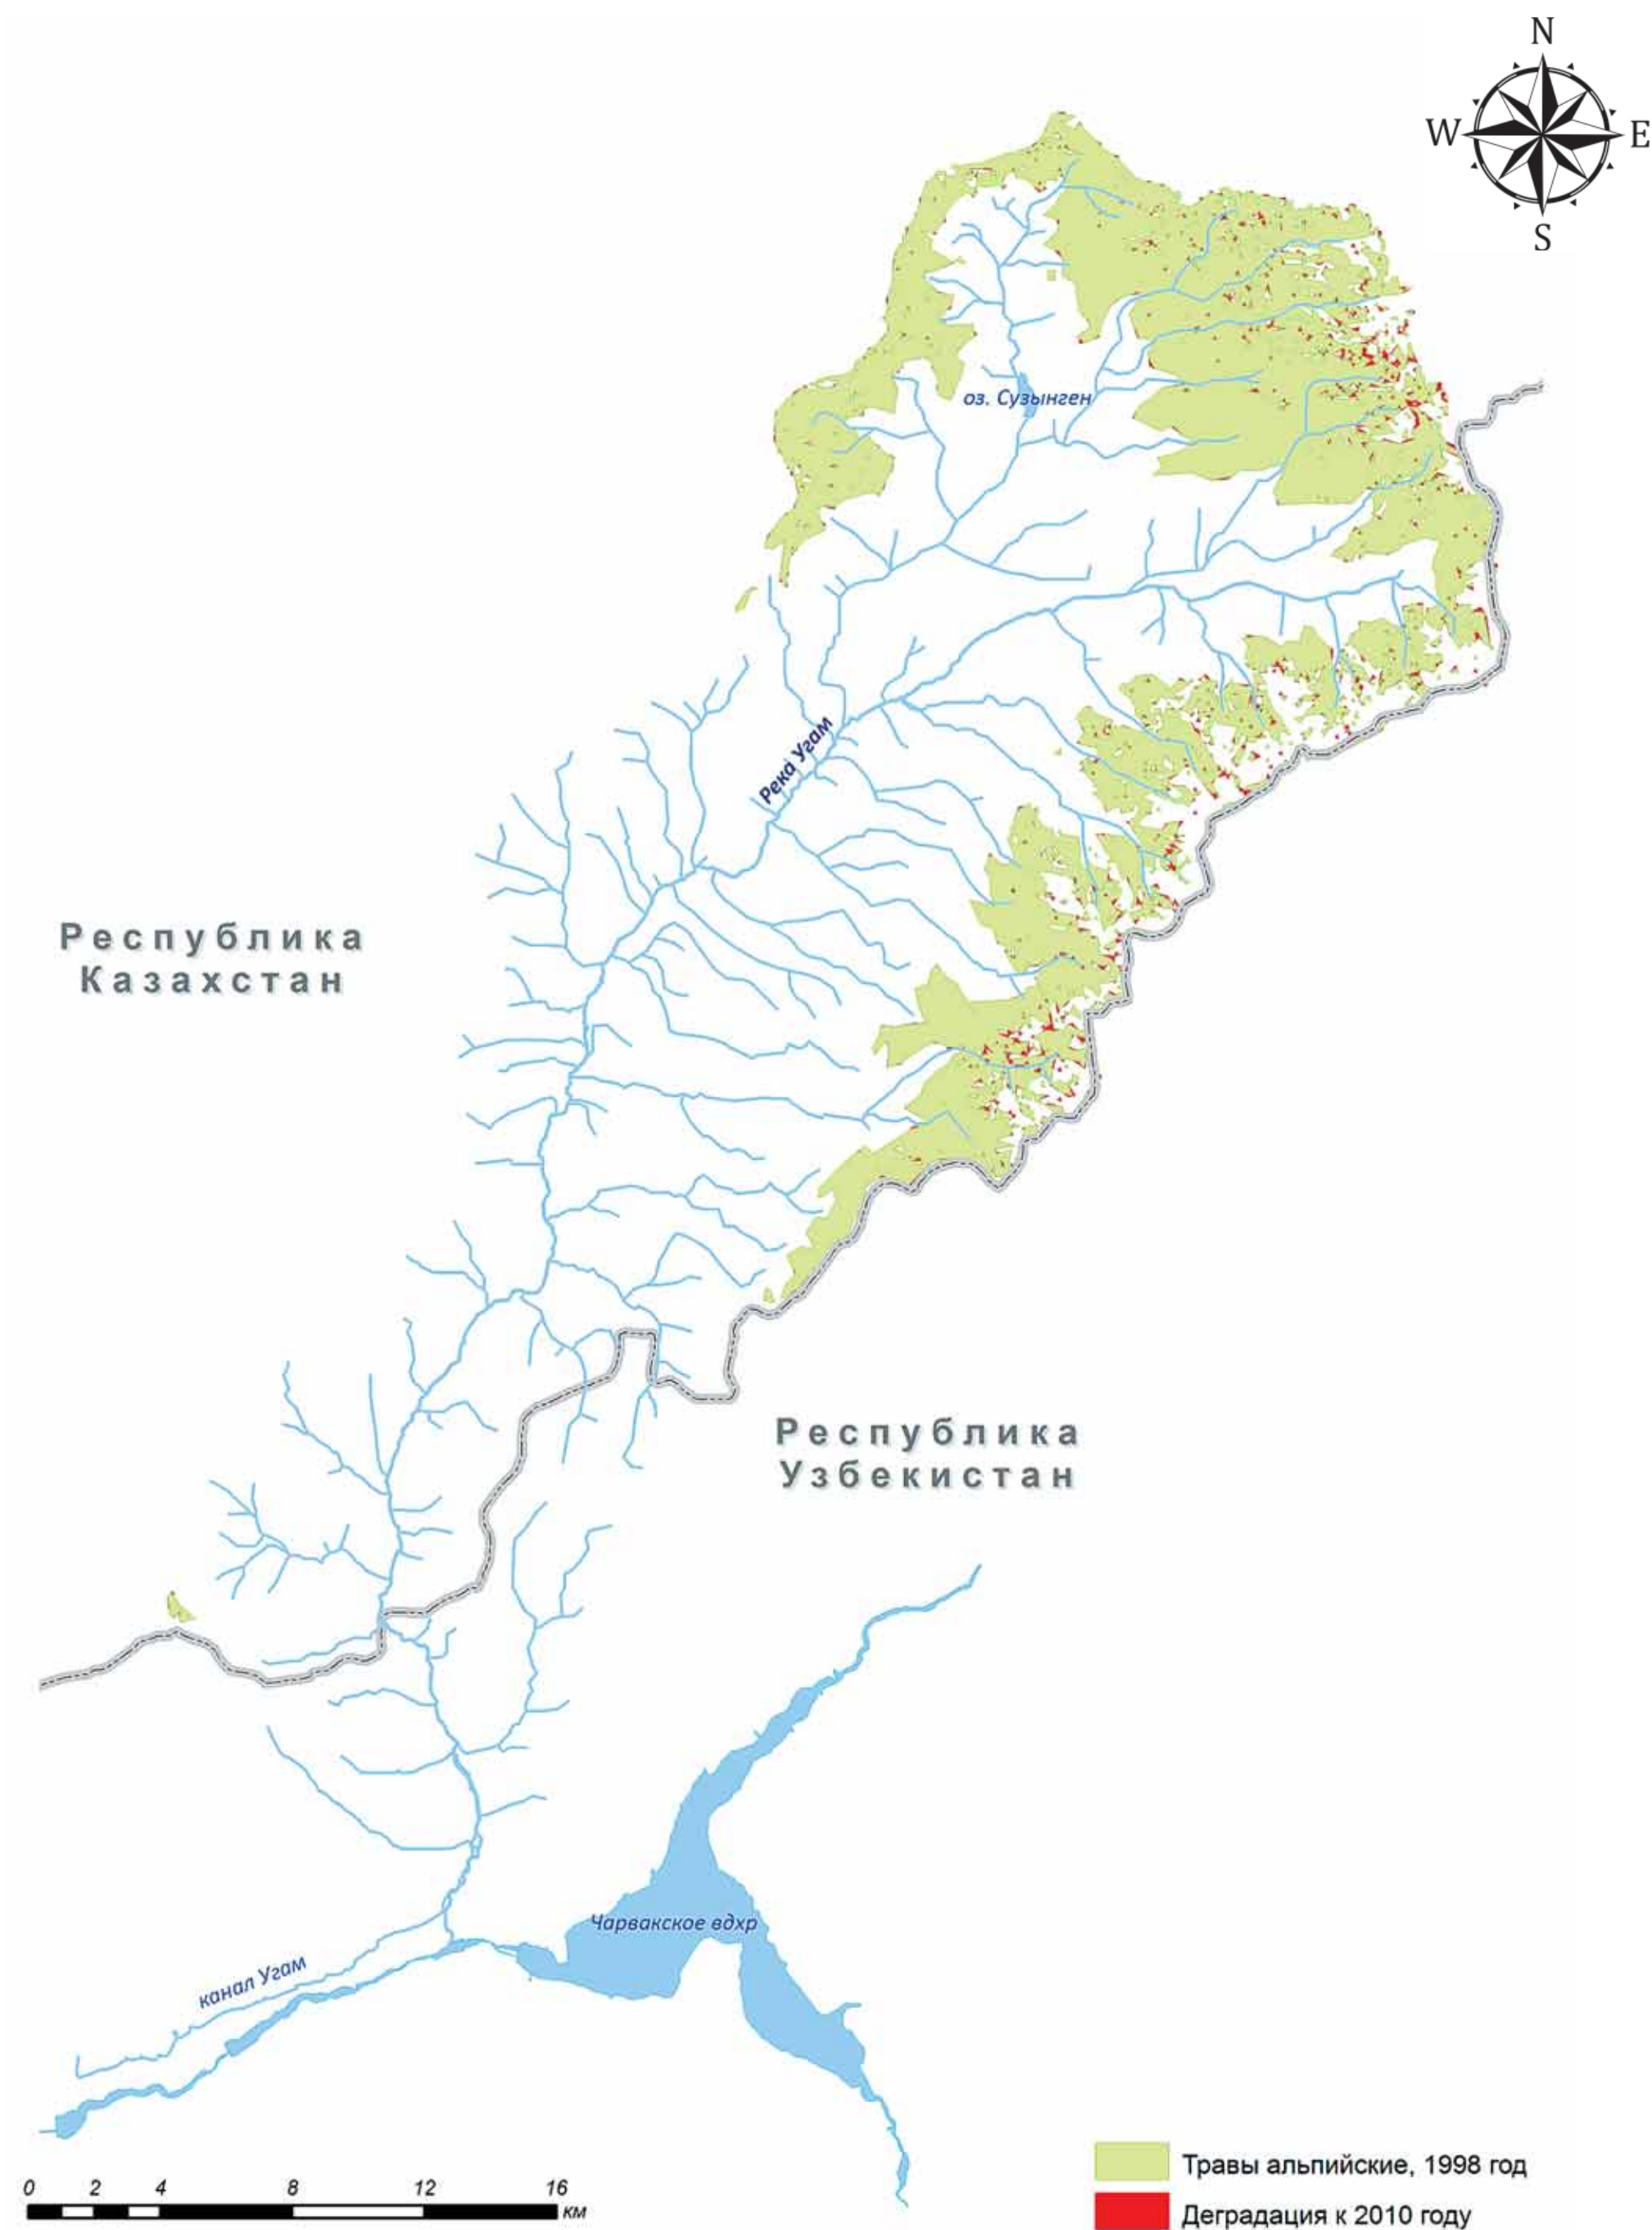 N
W E
S
оз. Сузынген
Река Угам
Республика
Казахстан
Республика
Узбекистан
Чарвакское вдхр
канал Угам
0 2 4 8 12 16
км
Травы альпийские, 1998 год
Деградация к 2010 году